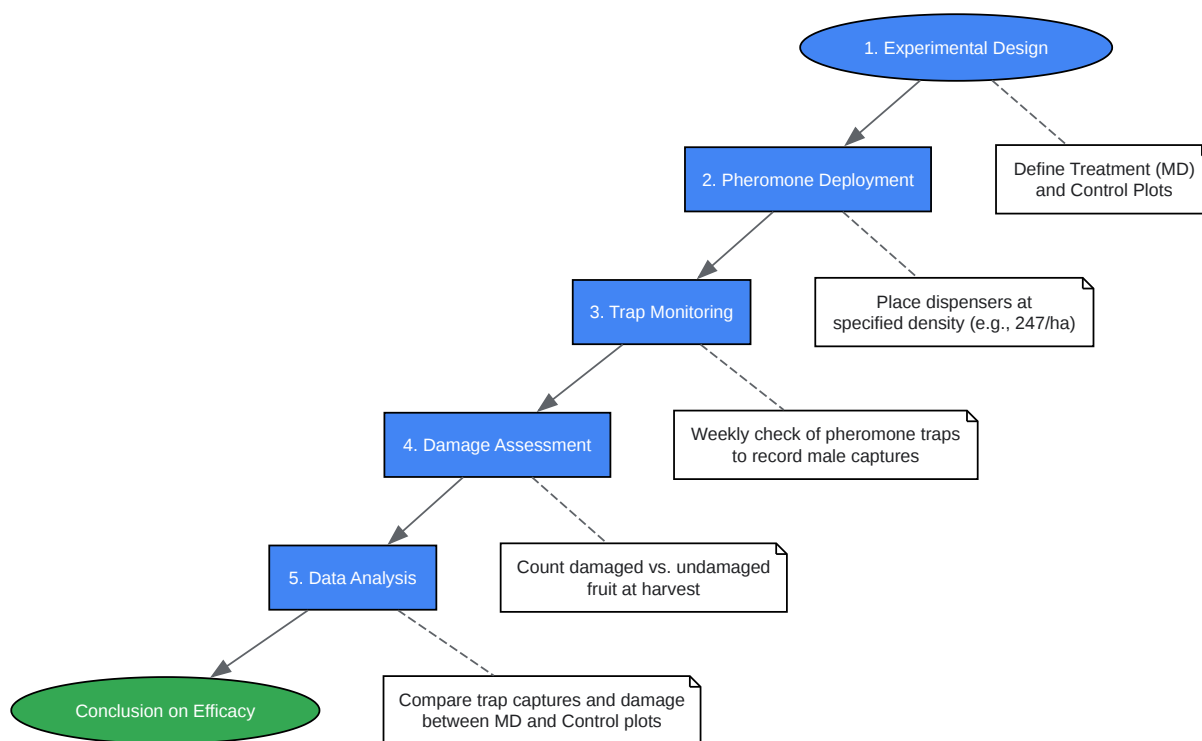 1. Experimental Design
Define Treatment (MD)
and Control Plots
2. Pheromone Deployment
Place dispensers at
specified density (e.g., 247/ha)
3. Trap Monitoring
Weekly check of pheromone traps
to record male captures
4. Damage Assessment
Count damaged vs. undamaged
fruit at harvest
5. Data Analysis
Compare trap captures and damage
between MD and Control plots
Conclusion on Efficacy